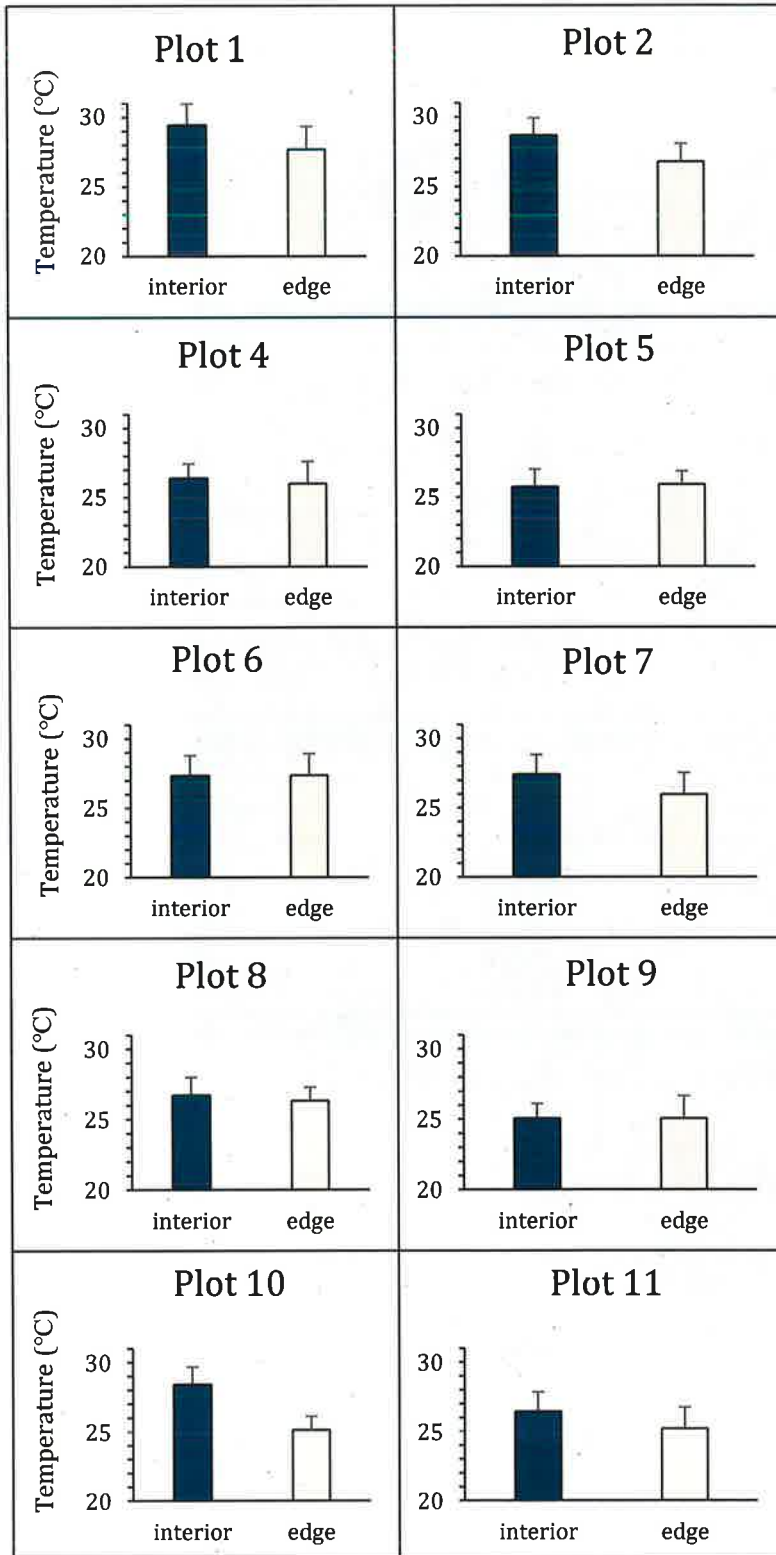 Plot 1
Temperature (°C)
30
25
20
interior edge
Plot 2
30
25
20
interior edge
Plot 4
Temperature (°C)
30
25
20
interior edge
Plot 5
30
25
20
interior edge
Plot 6
Temperature (°C)
30
25
20
interior edge
Plot 7
30
25
20
interior edge
Plot 8
Temperature (°C)
30
25
20
interior edge
Plot 9
30
25
20
interior edge
Plot 10
Temperature (°C)
30
25
20
interior edge
Plot 11
30
25
20
interior edge